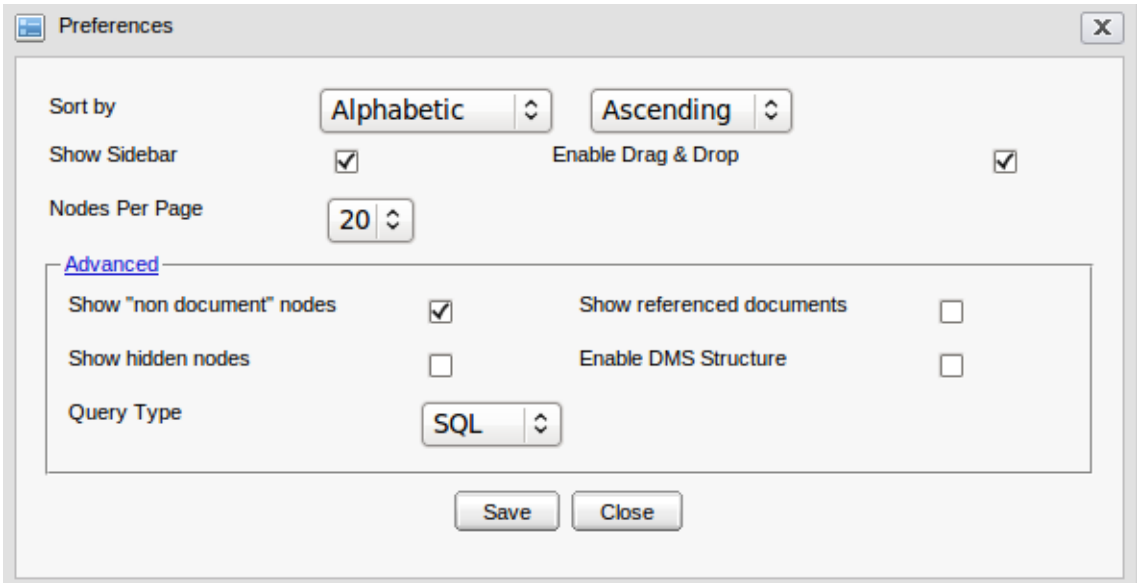 Preferences
X
Sort by Alphabetic Ascending
Show Sidebar Enable Drag & Drop
Nodes Per Page 20
Advanced
Show "non document" nodes Show referenced documents
Show hidden nodes Enable DMS Structure
Query Type SQL
Save Close